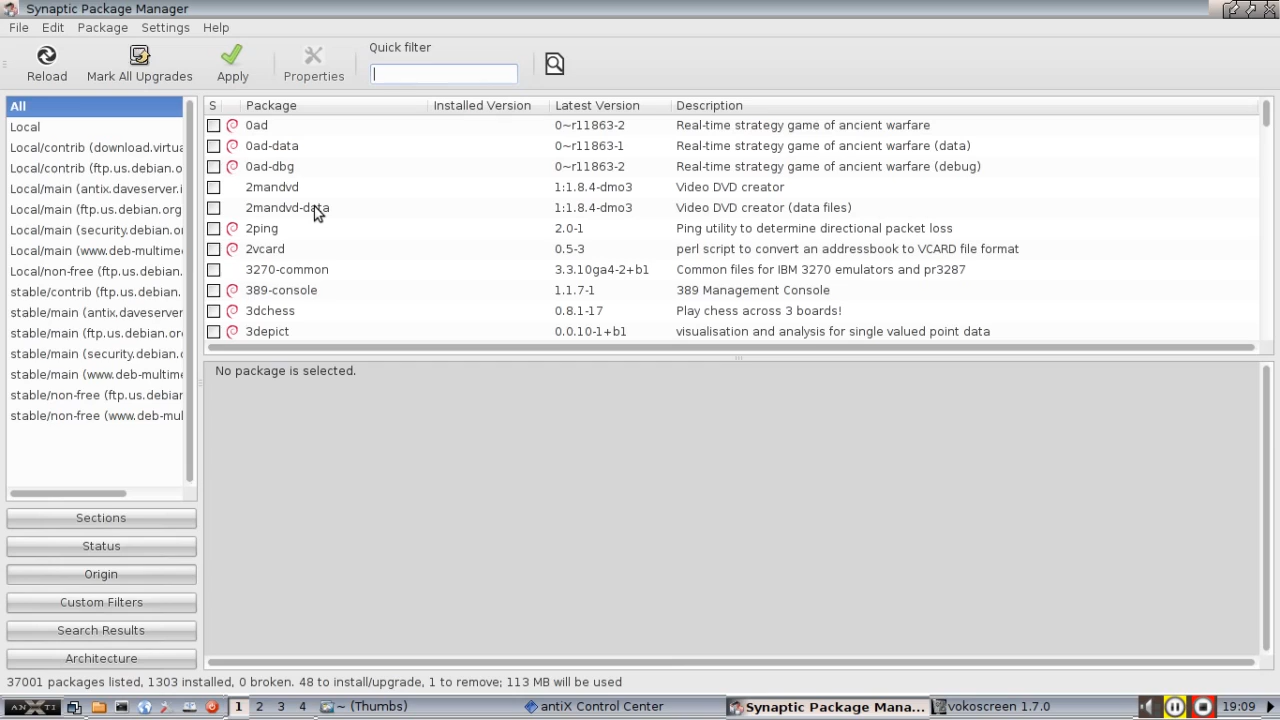 Synaptic Package Manager
File Edit Package Settings Help
Quick filter
Reload Mark All Upgrades Apply Properties
All
Local
Local/contrib (download.virtua
Local/contrib (ftp.us.debian.o
Local/main (antix.daveserver.i
Local/main (ftp.us.debian.org
Local/main (security.debian.o
Local/main (www.deb-multime
Local/non-free (ftp.us.debian.
stable/contrib (ftp.us.debian.
stable/main (antix.daveserver
stable/main (ftp.us.debian.org
stable/main (security.debian.o
stable/main (www.deb-multim
stable/non-free (ftp.us.debian
stable/non-free (www.deb-mul
Sections
Status
Origin
Custom Filters
Search Results
Architecture
S Package Installed Version Latest Version Description
0ad 0~r11863-2 Real-time strategy game of ancient warfare
0ad-data 0~r11863-1 Real-time strategy game of ancient warfare (data)
0ad-dbg 0~r11863-2 Real-time strategy game of ancient warfare (debug)
2mandvd 1:1.8.4-dmo3 Video DVD creator
2mandvd-data 1:1.8.4-dmo3 Video DVD creator (data files)
2ping 2.0-1 Ping utility to determine directional packet loss
2vcard 0.5-3 perl script to convert an addressbook to VCARD file format
3270-common 3.3.10ga4-2+b1 Common files for IBM 3270 emulators and pr3287
389-console 1.1.7-1 389 Management Console
3dchess 0.8.1-17 Play chess across 3 boards!
3depict 0.0.10-1+b1 visualisation and analysis for single valued point data
No package is selected.
37001 packages listed, 1303 installed, 0 broken. 48 to install/upgrade, 1 to remove; 113 MB will be used
1 2 3 4 ~ (Thumbs) antiX Control Center Synaptic Package Mana... vokoscreen 1.7.0 19:09